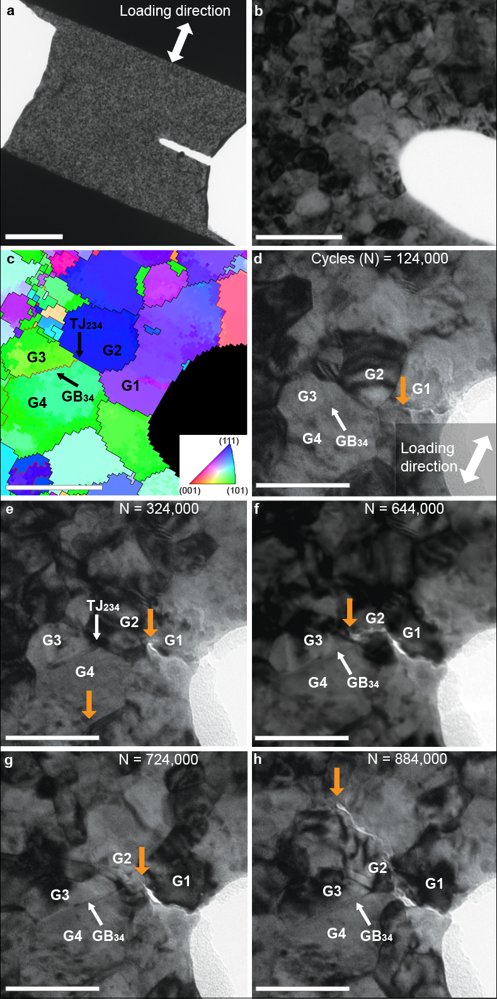 a
Loading direction
b
c
TJ234
G2
G3
G1
GB34
G4
(111)
(001)
(101)
d
Cycles (N) = 124,000
G2
G1
G3
G4
GB34
Loading
direction
e
N = 324,000
TJ234
G2
G3
G1
G4
f
N = 644,000
G2
G1
G3
G4
GB34
g
N = 724,000
G2
G1
G3
G4
GB34
h
N = 884,000
G2
G1
G3
G4
GB34